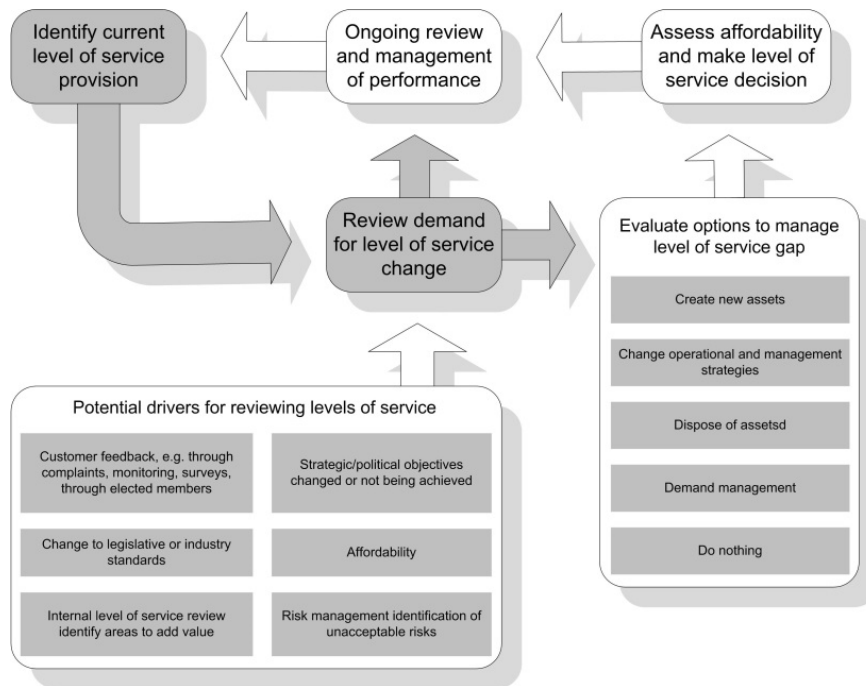 Identify current
level of service
provision
Ongoing review
and management
of performance
Assess affordability
and make level of
service decision
Review demand
for level of service
change
Evaluate options to manage
level of service gap
Create new assets
Change operational and management
strategies
Dispose of assetsd
Demand management
Do nothing
Potential drivers for reviewing levels of service
Customer feedback, e.g. through
complaints, monitoring, surveys,
through elected members
Strategic/political objectives
changed or not being achieved
Change to legislative or industry
standards
Affordability
Internal level of service review
identify areas to add value
Risk management identification of
unacceptable risks